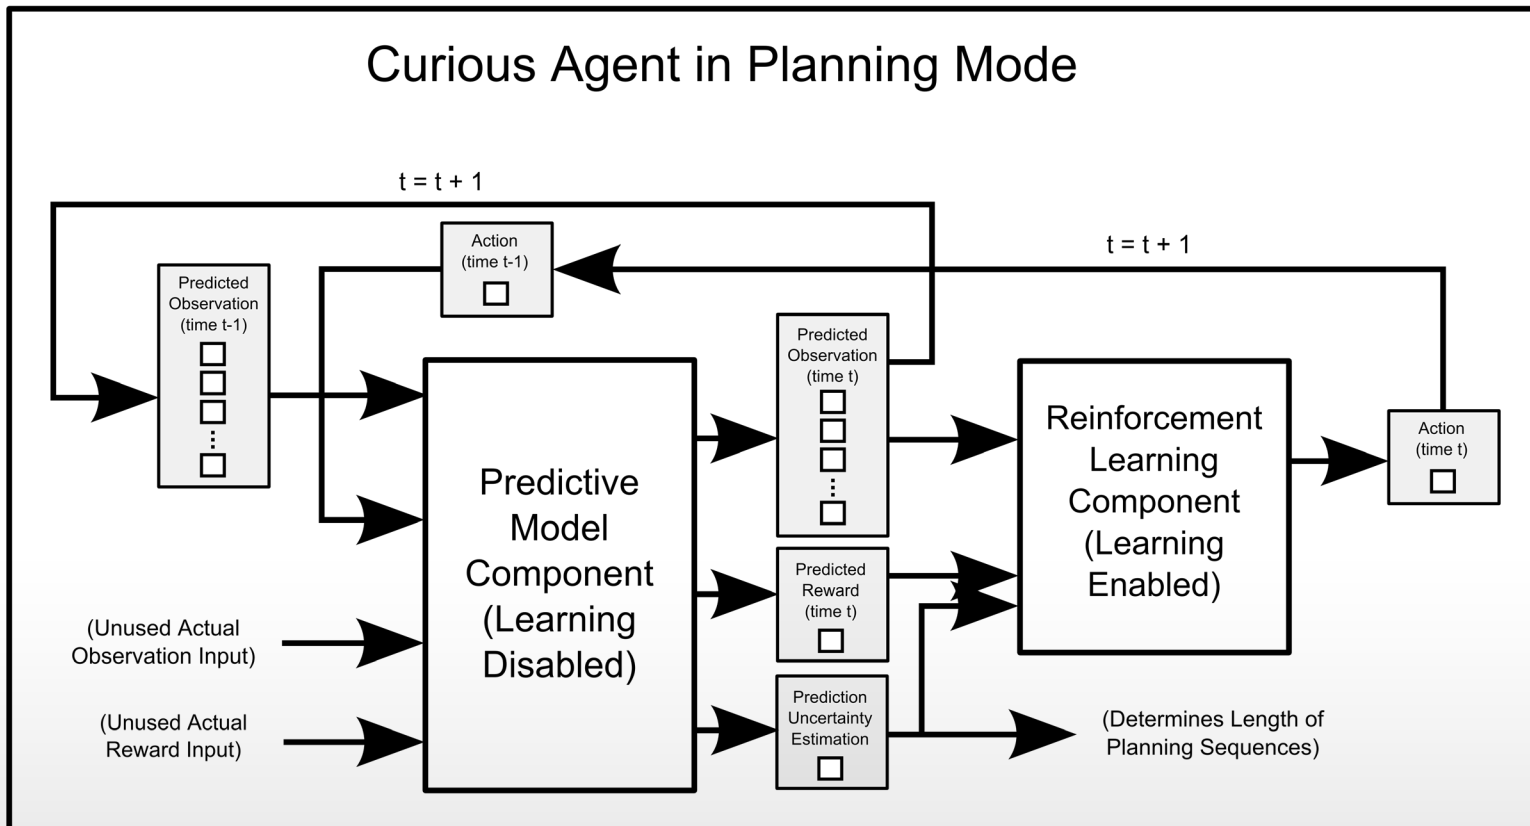 Curious Agent in Planning Mode
t = t + 1
t = t + 1
Action
(time t-1)
Predicted
Observation
(time t-1)
Predicted
Observation
(time t)
Reinforcement
Learning
Component
(Learning
Enabled)
Action
(time t)
Predictive
Model
Component
(Learning
Disabled)
Predicted
Reward
(time t)
(Unused Actual
Observation Input)
(Unused Actual
Reward Input)
Prediction
Uncertainty
Estimation
(Determines Length of
Planning Sequences)